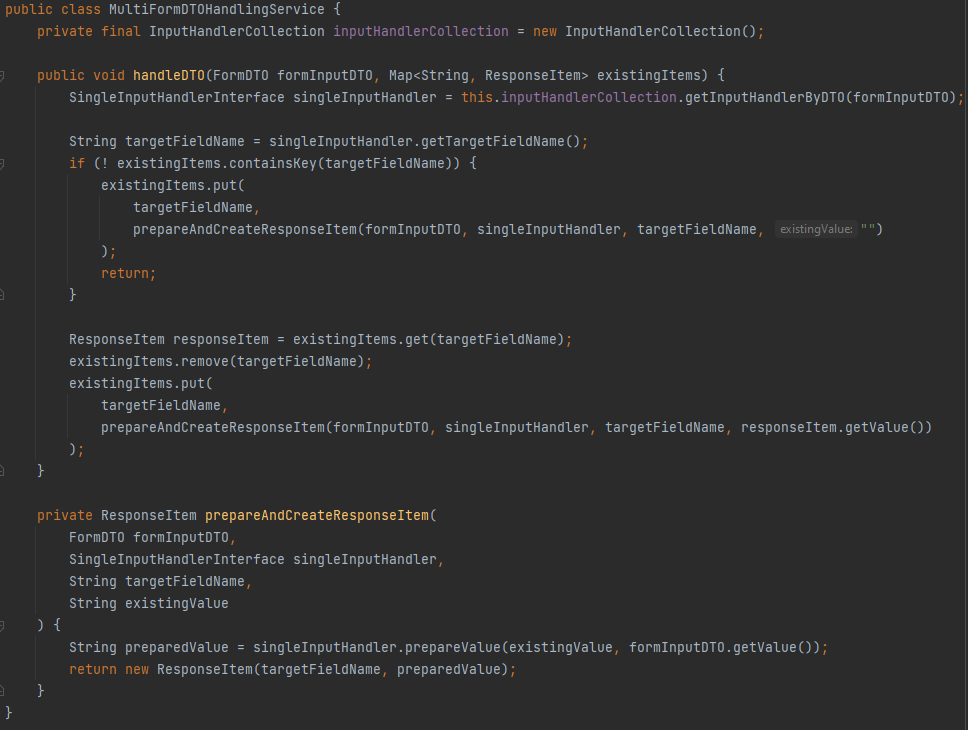 public class MultiFormDTOHandlingService {
    private final InputHandlerCollection inputHandlerCollection = new InputHandlerCollection();

    public void handleDTO(FormDTO formInputDTO, Map<String, ResponseItem> existingItems) {
        SingleInputHandlerInterface singleInputHandler = this.inputHandlerCollection.getInputHandlerByDTO(formInputDTO);

        String targetFieldName = singleInputHandler.getTargetFieldName();
        if (! existingItems.containsKey(targetFieldName)) {
            existingItems.put(
                targetFieldName,
                prepareAndCreateResponseItem(formInputDTO, singleInputHandler, targetFieldName, existingValue: "")
            );
            return;
        }

        ResponseItem responseItem = existingItems.get(targetFieldName);
        existingItems.remove(targetFieldName);
        existingItems.put(
            targetFieldName,
            prepareAndCreateResponseItem(formInputDTO, singleInputHandler, targetFieldName, responseItem.getValue())
        );
    }

    private ResponseItem prepareAndCreateResponseItem(
        FormDTO formInputDTO,
        SingleInputHandlerInterface singleInputHandler,
        String targetFieldName,
        String existingValue
    ) {
        String preparedValue = singleInputHandler.prepareValue(existingValue, formInputDTO.getValue());
        return new ResponseItem(targetFieldName, preparedValue);
    }
}